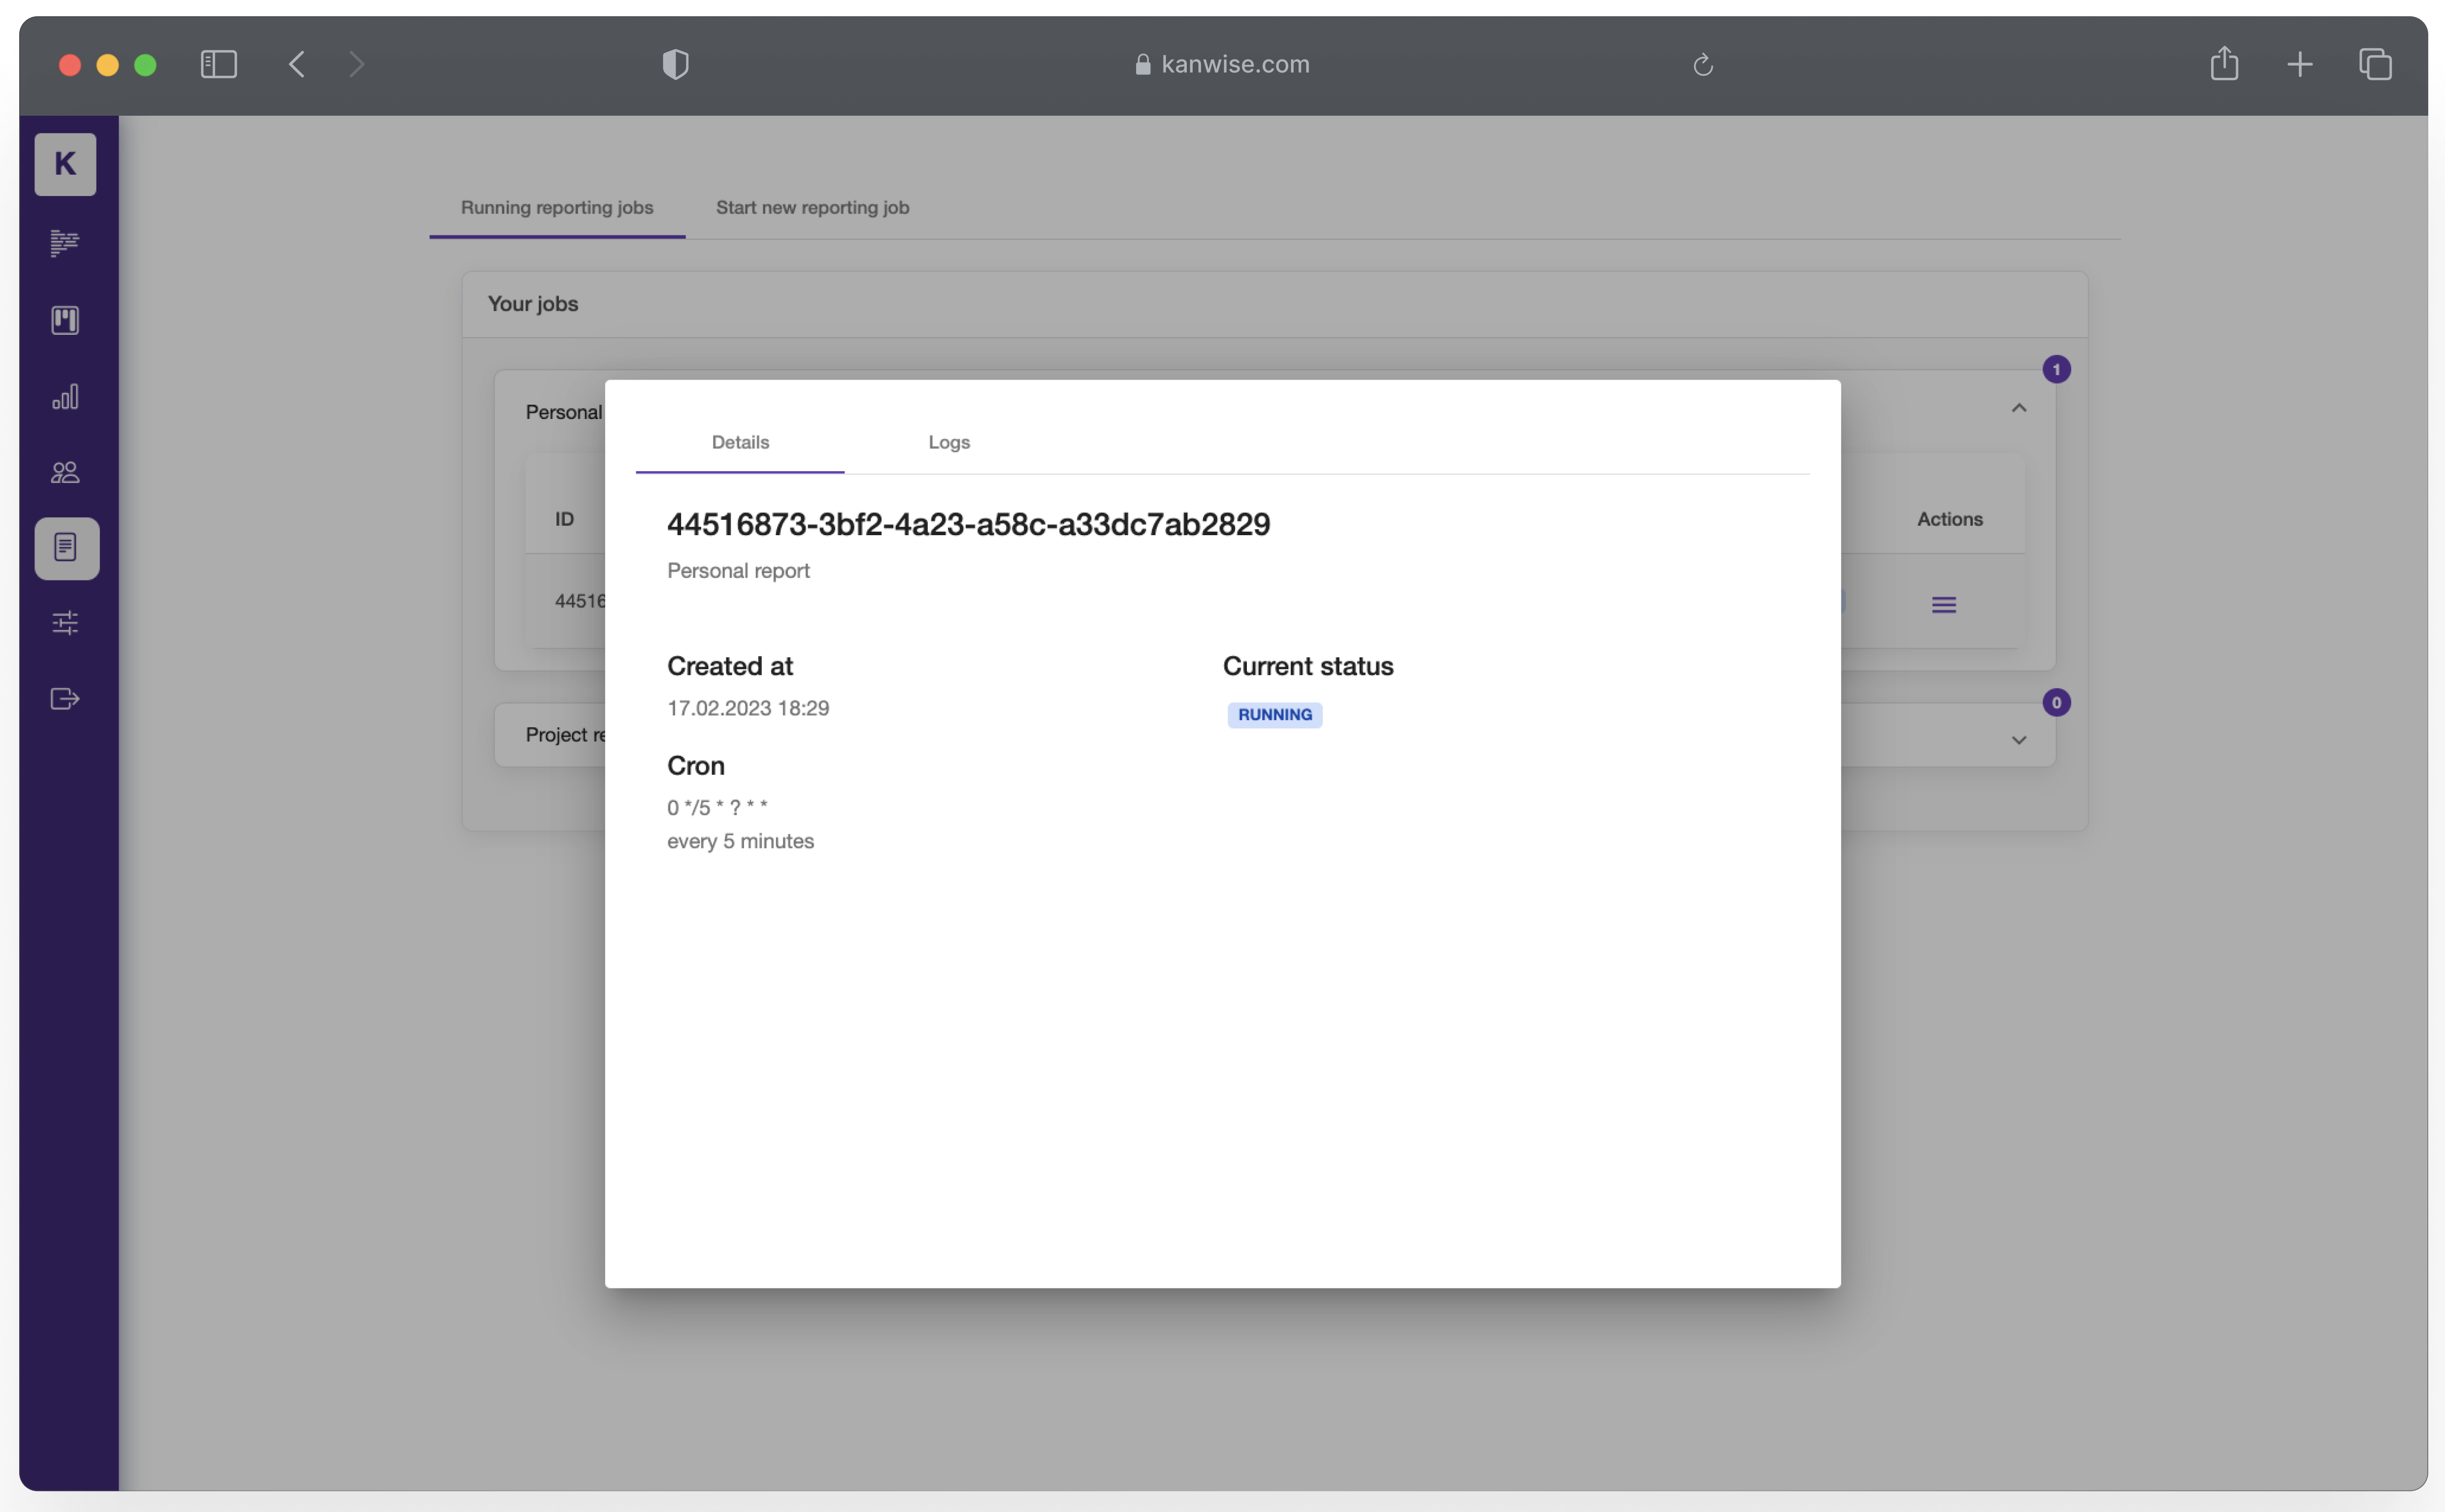 kanwise.com
K
Running reporting jobs Start new reporting job
Your jobs
1
Personal
Details Logs
ID
Actions
44516873-3bf2-4a23-a58c-a33dc7ab2829
Personal report
44516
Created at Current status
17.02.2023 18:29
RUNNING
0
Project re
Cron
0 */5 * ? * *
every 5 minutes